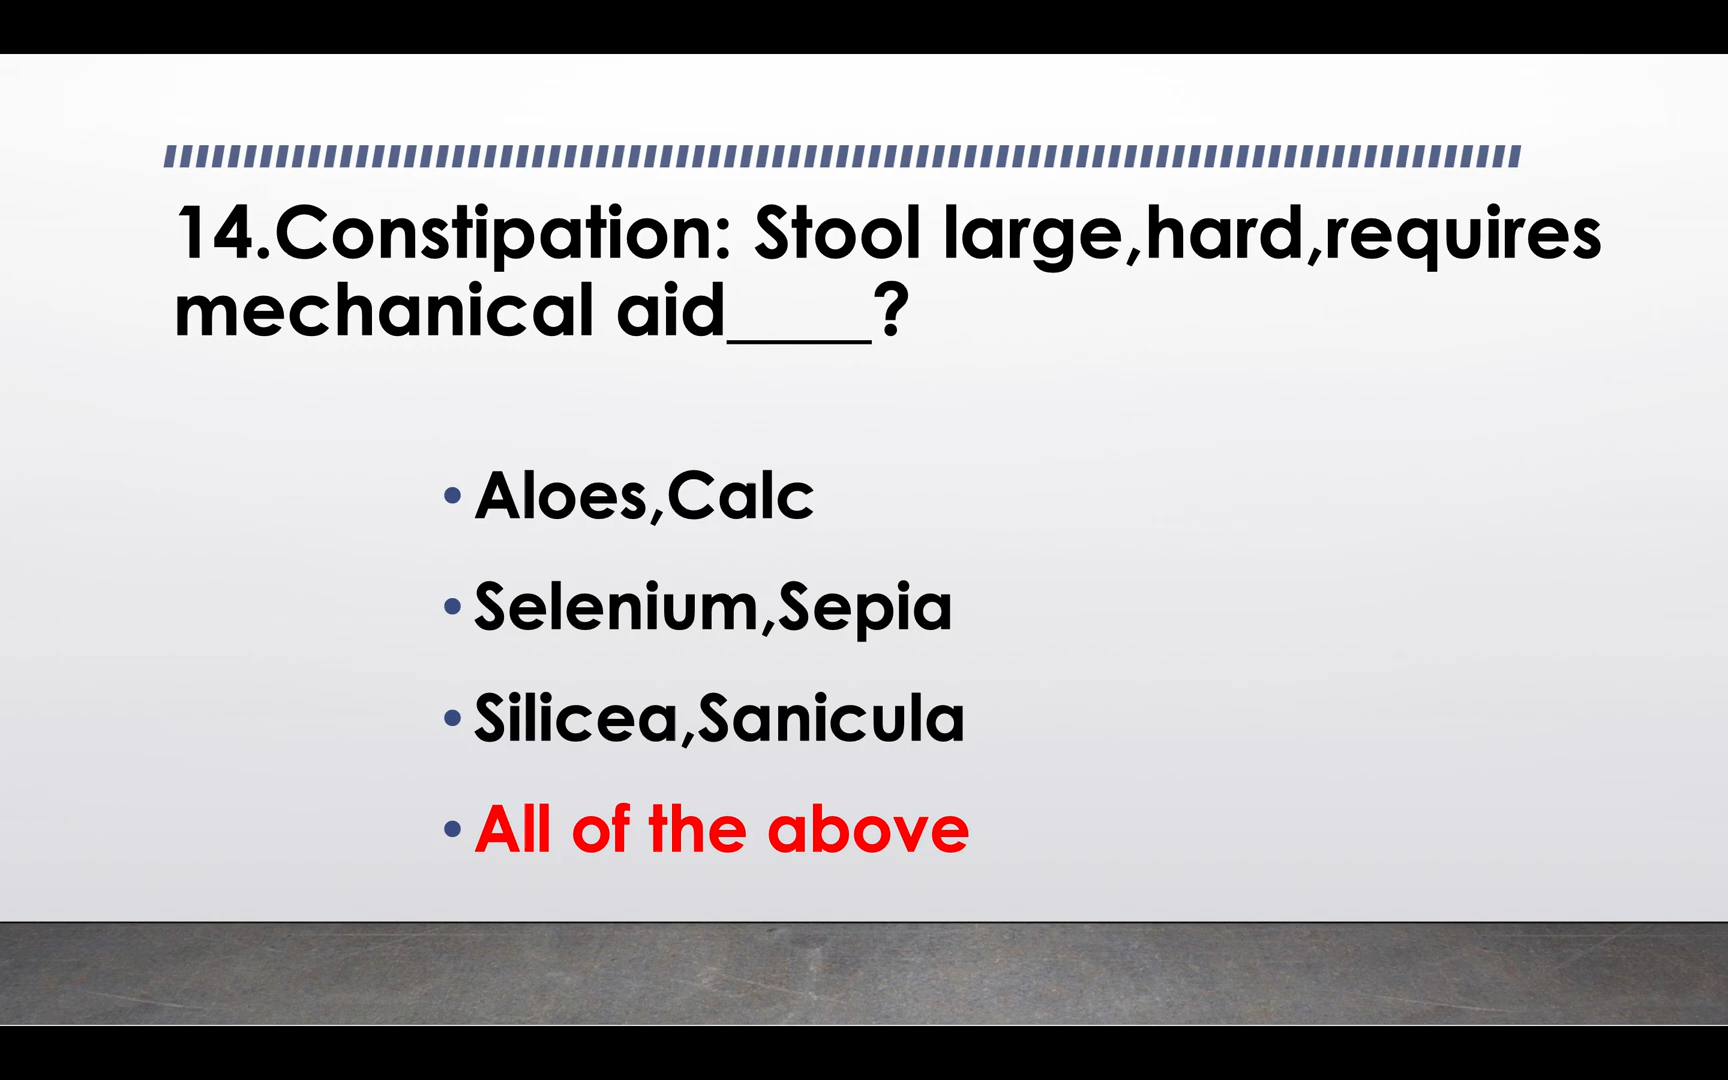 14.Constipation: Stool large,hard,requires
mechanical aid____?
• Aloes,Calc
• Selenium,Sepia
• Silicea,Sanicula
• All of the above